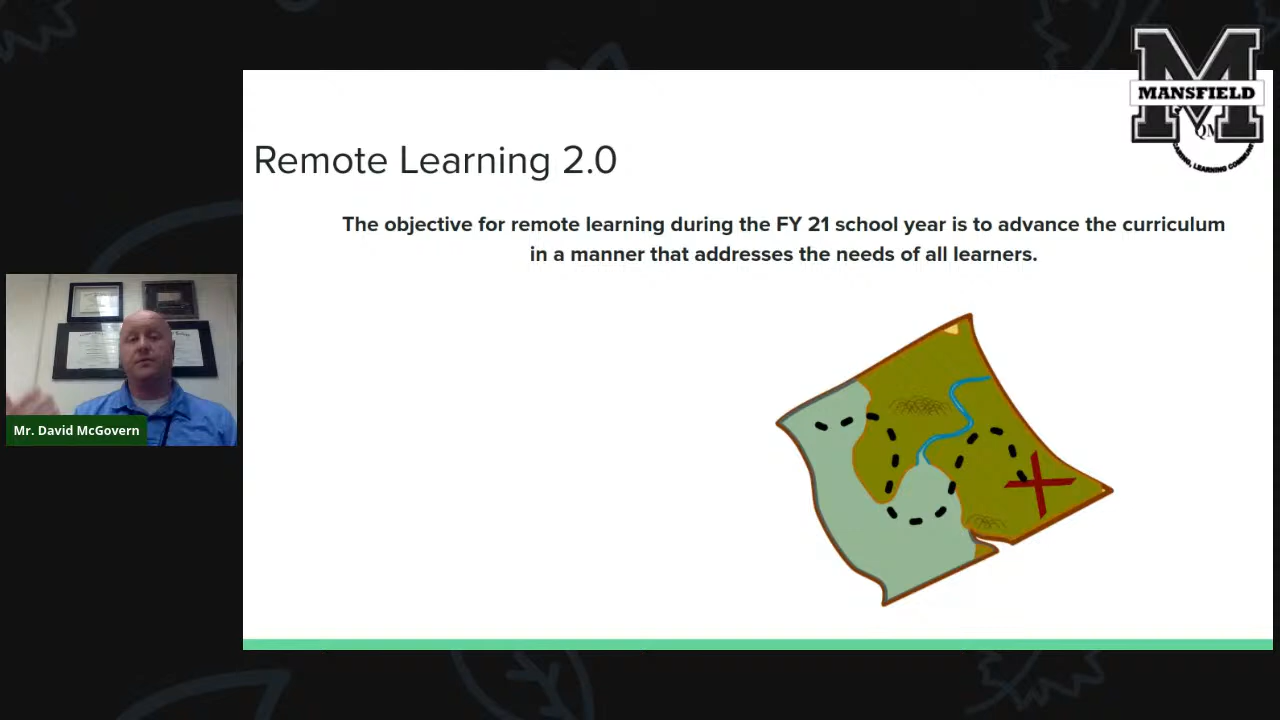 MANSFIELD
Remote Learning 2.0
The objective for remote learning during the FY 21 school year is to advance the curriculum
in a manner that addresses the needs of all learners.
Mr. David McGovern